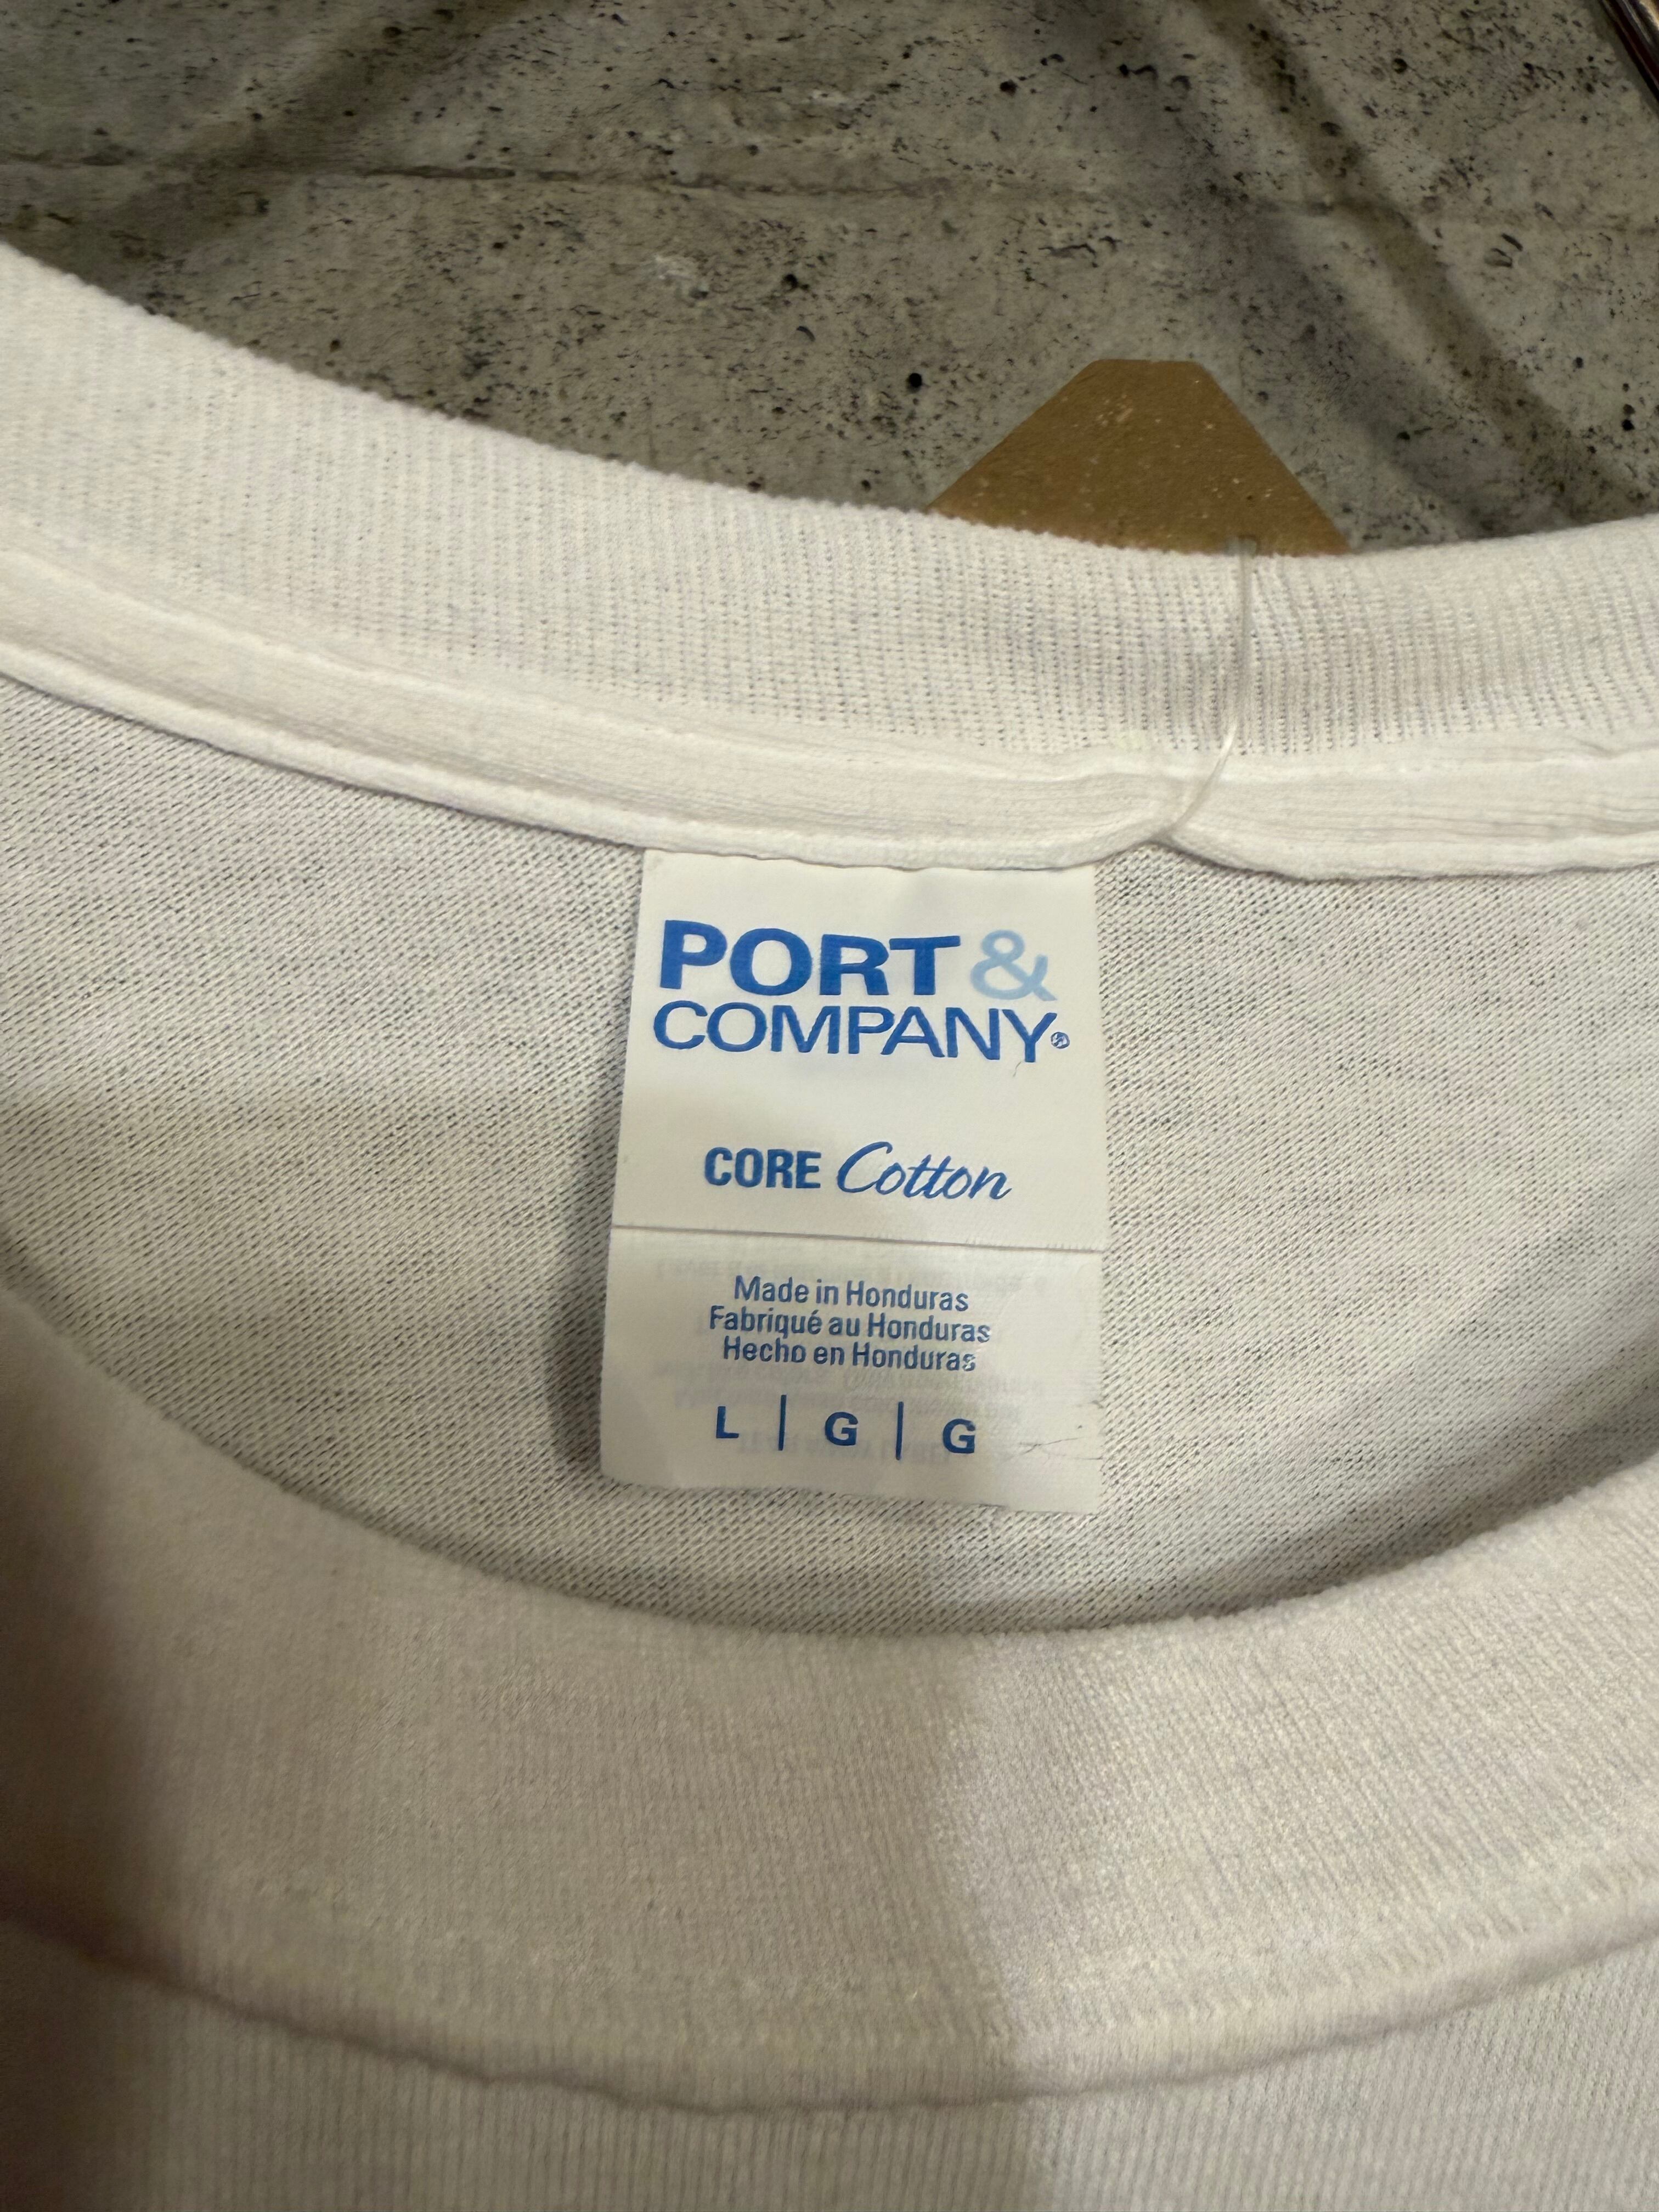 PORT &
COMPANY®
CORE Cotton
Made in Honduras
Fabriqué au Honduras
Hecho en Honduras
L | G | G